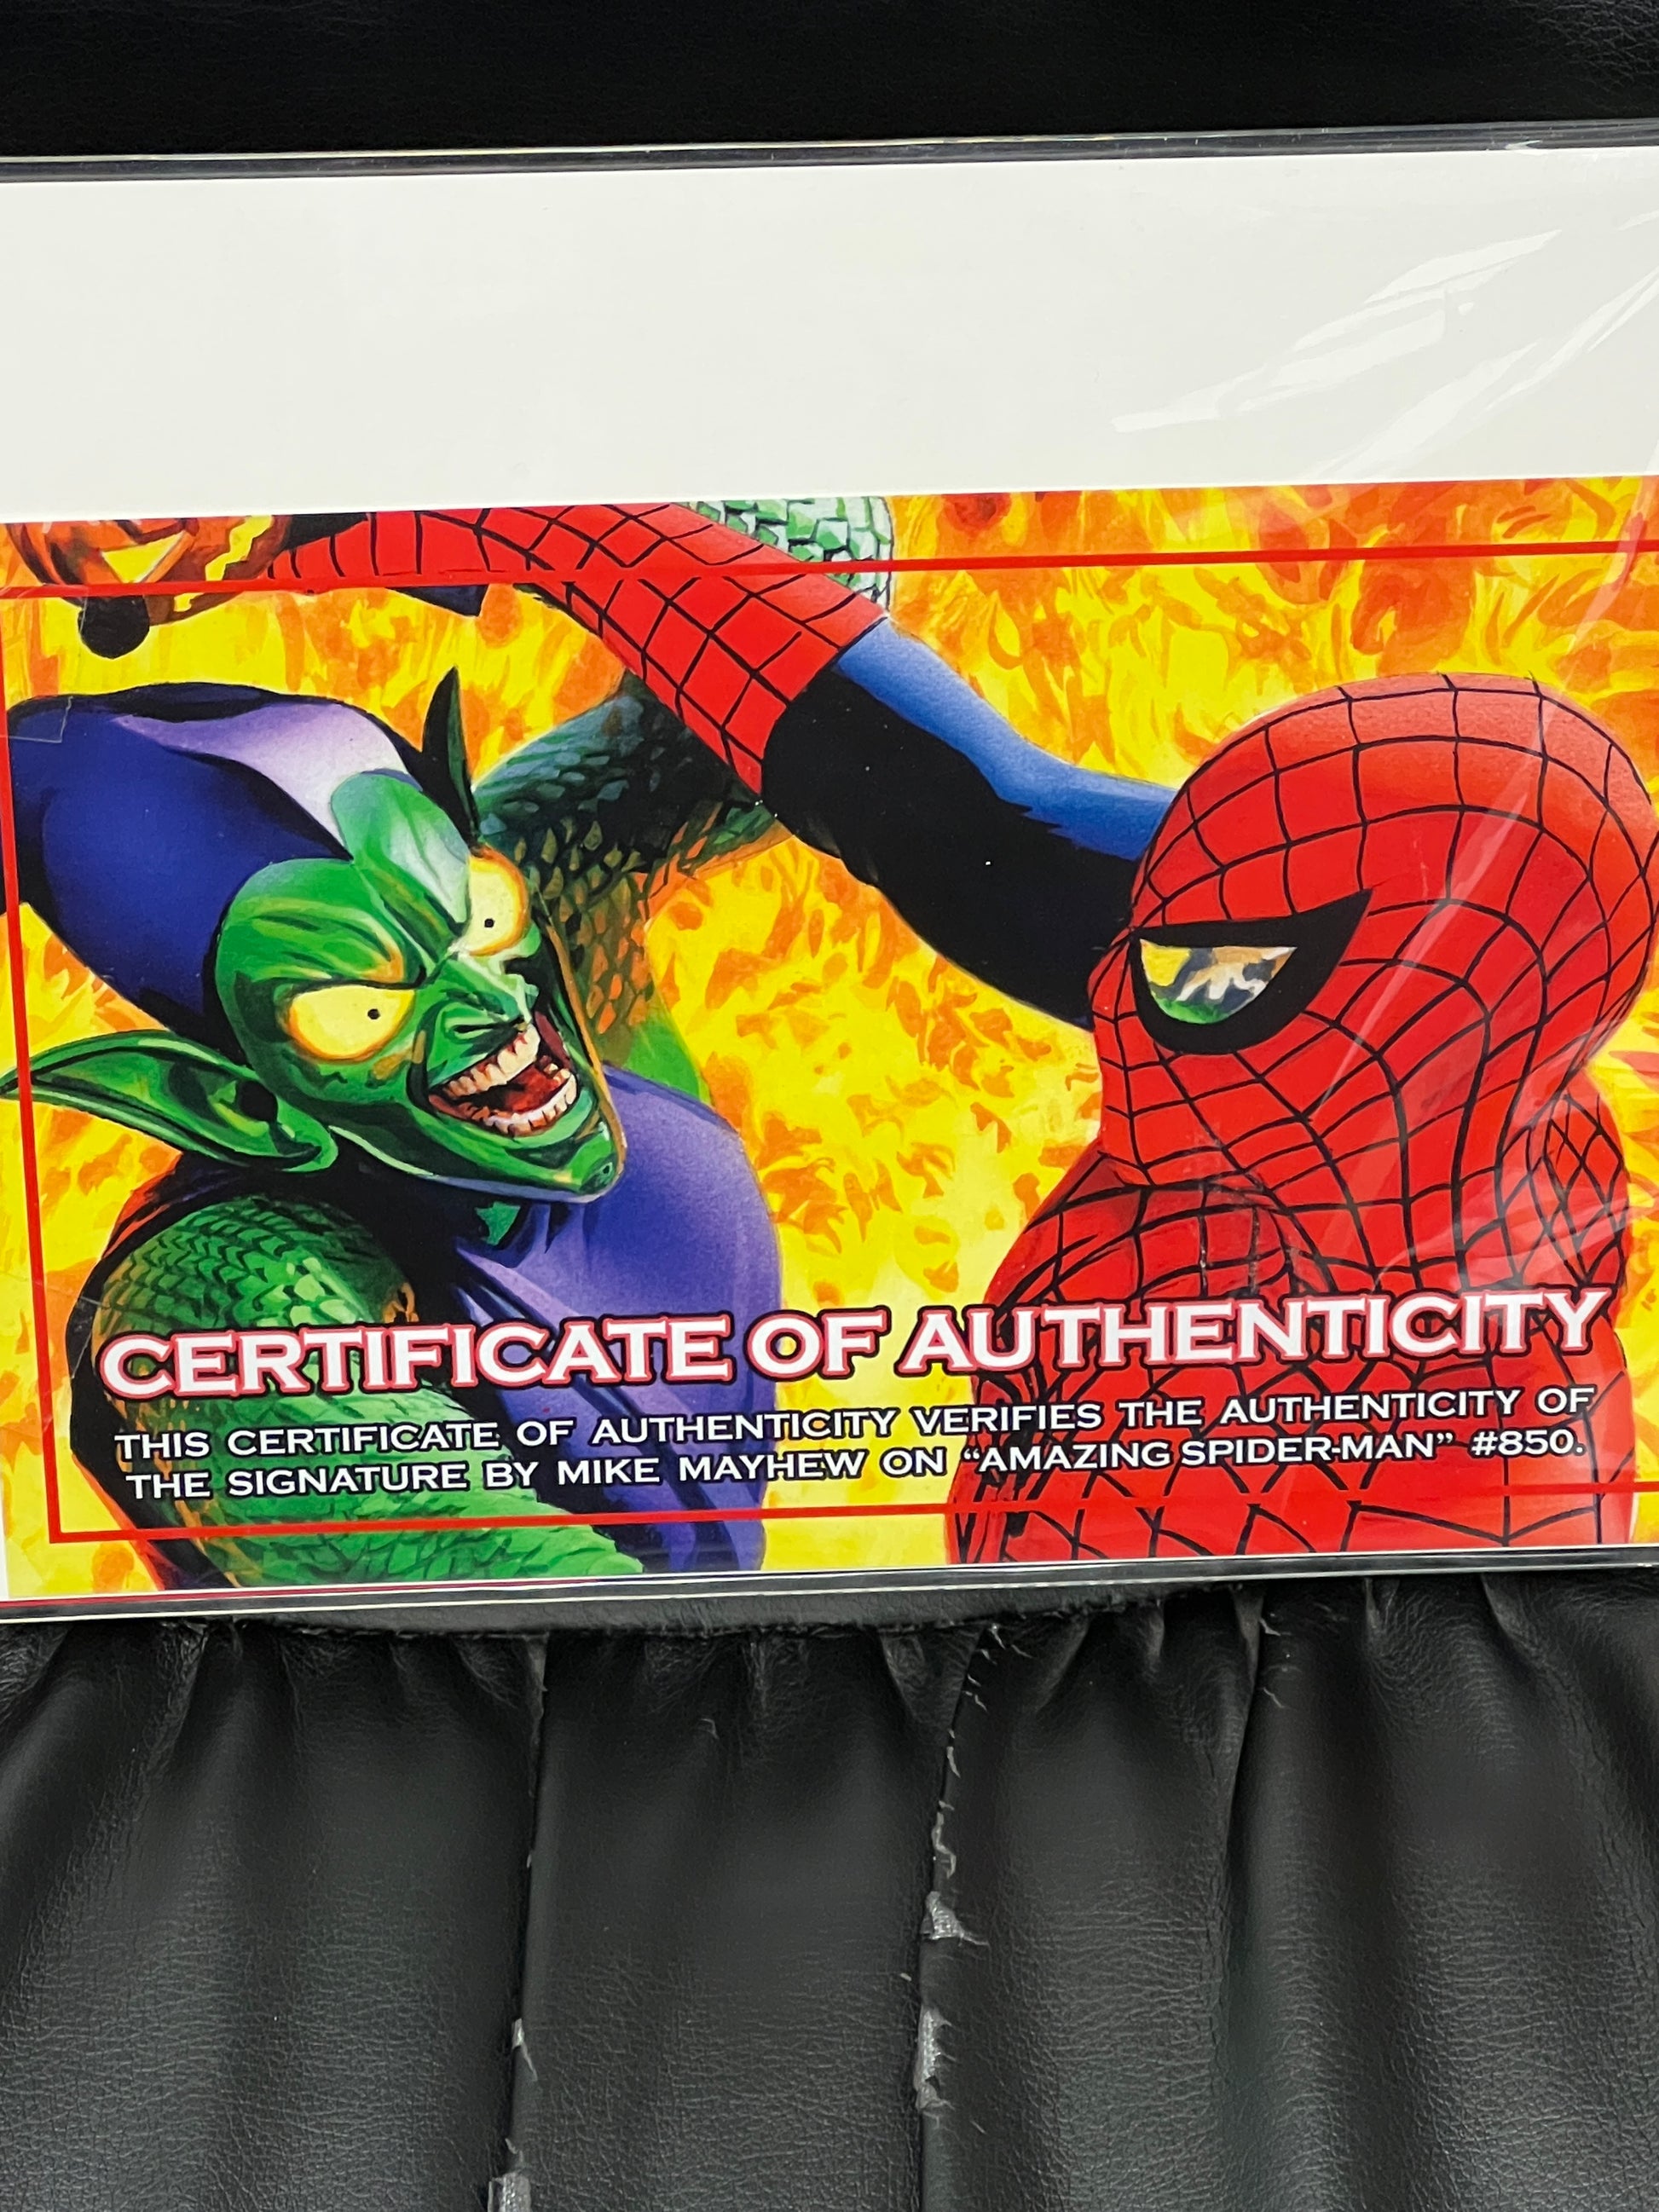 CERTIFICATE OF AUTHENTICITY
THIS CERTIFICATE OF AUTHENTICITY VERIFIES THE AUTHENTICITY OF
THE SIGNATURE BY MIKE MAYHEW ON “AMAZING SPIDER-MAN” #850.